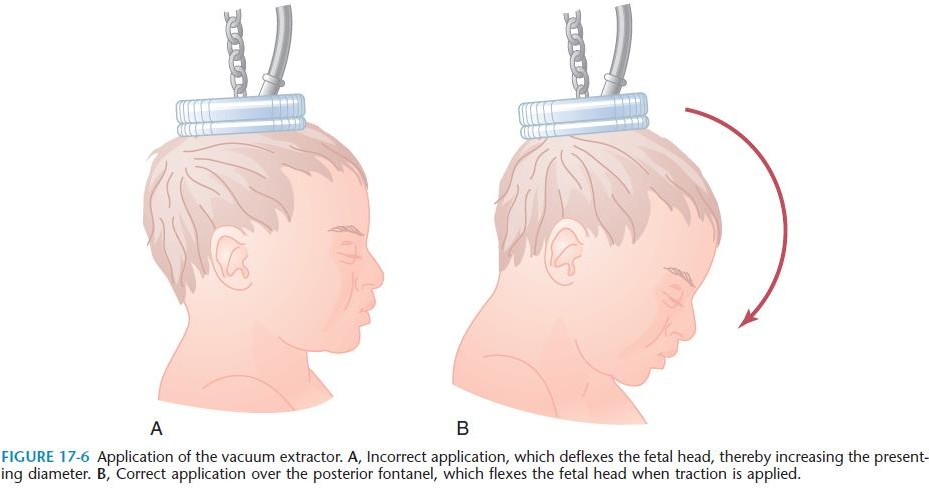 A
B
FIGURE 17-6 Application of the vacuum extractor. A, Incorrect application, which deflexes the fetal head, thereby increasing the present-
ing diameter. B, Correct application over the posterior fontanel, which flexes the fetal head when traction is applied.